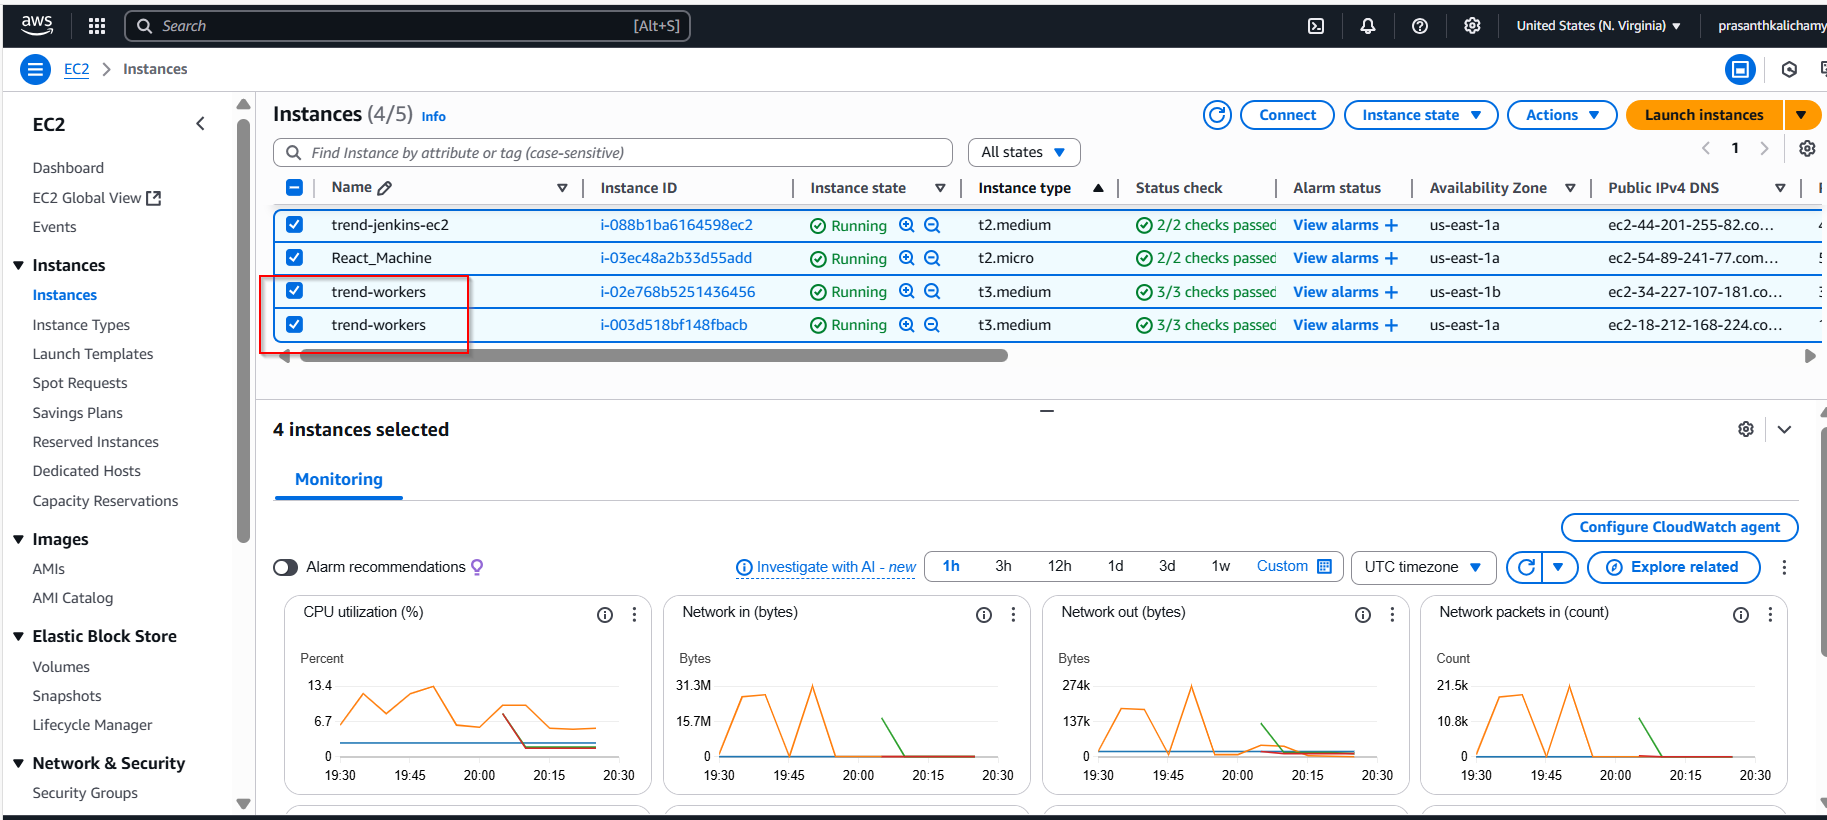 aws
Search [Alt+S]
United States (N. Virginia)
prasanthkalichamy
EC2
Instances
EC2
Dashboard
EC2 Global View
Events
Instances
Instances
Instance Types
Launch Templates
Spot Requests
Savings Plans
Reserved Instances
Dedicated Hosts
Capacity Reservations
Images
AMIs
AMI Catalog
Elastic Block Store
Volumes
Snapshots
Lifecycle Manager
Network & Security
Security Groups
Instances (4/5) Info
Connect
Instance state
Actions
Launch instances
Find Instance by attribute or tag (case-sensitive)
All states
1
Name Instance ID Instance state Instance type Status check Alarm status Availability Zone Public IPv4 DNS
trend-jenkins-ec2 i-088b1ba6164598ec2 Running t2.medium 2/2 checks passed View alarms us-east-1a ec2-44-201-255-82.co...
React_Machine i-03ec48a2b33d55add Running t2.micro 2/2 checks passed View alarms us-east-1a ec2-54-89-241-77.com...
trend-workers i-02e768b5251436456 Running t3.medium 3/3 checks passed View alarms us-east-1b ec2-34-227-107-181.co...
trend-workers i-003d518bf148fbacb Running t3.medium 3/3 checks passed View alarms us-east-1a ec2-18-212-168-224.co...
4 instances selected
Monitoring
Configure CloudWatch agent
Alarm recommendations
Investigate with AI - new
1h 3h 12h 1d 3d 1w Custom
UTC timezone
Explore related
CPU utilization (%)
Percent
13.4
6.7
0
19:30 19:45 20:00 20:15 20:30
Network in (bytes)
Bytes
31.3M
15.7M
0
19:30 19:45 20:00 20:15 20:30
Network out (bytes)
Bytes
274k
137k
0
19:30 19:45 20:00 20:15 20:30
Network packets in (count)
Count
21.5k
10.8k
0
19:30 19:45 20:00 20:15 20:30